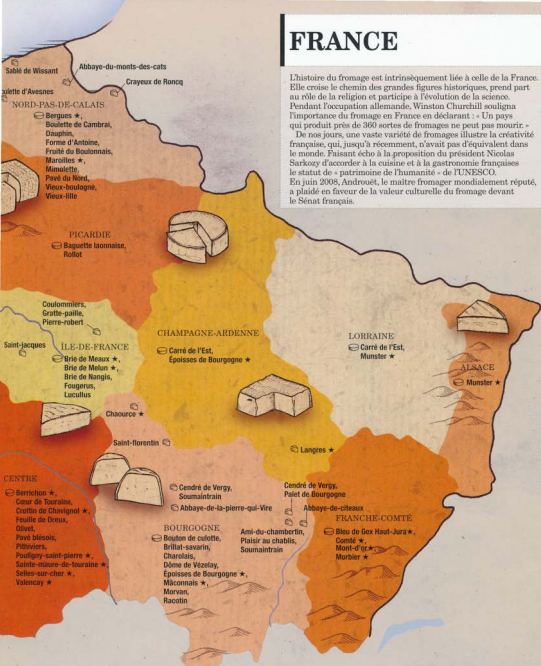 FRANCE
L'histoire du fromage est intrinsèquement liée à celle de la France.
Elle croise le chemin des grandes figures historiques, prend part
au rôle de la religion et participe à l'évolution de la science.
Pendant l'occupation allemande, Winston Churchill souligna
l'importance du fromage en France en déclarant : « Un pays
qui produit près de 360 sortes de fromages ne peut pas mourir. »
De nos jours, une vaste variété de fromages illustre la créativité
française, qui, jusqu'à récemment, n'avait pas d'équivalent dans
le monde. Faisant écho à la proposition du président Nicolas
Sarkozy d'accorder à la cuisine et à la gastronomie françaises
le statut de « patrimoine de l'humanité » de l'UNESCO.
En juin 2008, Androuët, le maître fromager mondialement réputé,
a plaidé en faveur de la valeur culturelle du fromage devant
le Sénat français.
Sablé de Wissant
Abbaye-du-monts-des-cats
Crayeux de Roncq
oulette d'Avesnes
NORD-PAS-DE-CALAIS
Bergues ★,
Boulette de Cambrai,
Dauphin,
Forme d'Antoine,
Fruité du Boulonnais,
Maroilles ★,
Mimolette,
Pavé du Nord,
Vieux-boulogne,
Vieux-lille
PICARDIE
Baguette laonnaise,
Rollot
Coulommiers,
Gratte-paille,
Pierre-robert
Saint-jacques
ÎLE-DE-FRANCE
Brie de Meaux ★,
Brie de Melun ★,
Brie de Nangis,
Fougerus,
Lucullus
CHAMPAGNE-ARDENNE
Carré de l'Est,
Époisses de Bourgogne ★
LORRAINE
Carré de l'Est,
Munster ★
ALSACE
Munster ★
Chaource ★
Saint-florentin
Langres ★
CENTRE
Berrichon ★,
Cœur de Touraine,
Crottin de Chavignol ★,
Feuille de Dreux,
Olivet,
Pavé blésois,
Pithiviers,
Pouligny-saint-pierre ★,
Sainte-maure-de-touraine ★,
Selles-sur-cher ★,
Valencay ★
Cendré de Vergy,
Soumaintrain
Abbaye-de-la-pierre-qui-Vire
BOURGOGNE
Bouton de culotte,
Brillat-savarin,
Charolais,
Dôme de Vézelay,
Époisses de Bourgogne ★,
Mâconnais ★,
Morvan,
Racotin
Cendré de Vergy,
Palet de Bourgogne
Abbaye-de-cîteaux
Ami-du-chambertin,
Plaisir au chablis,
Soumaintrain
FRANCHE-COMTÉ
Bleu de Gex Haut-Jura★,
Comté ★,
Mont-d'or★,
Morbier ★